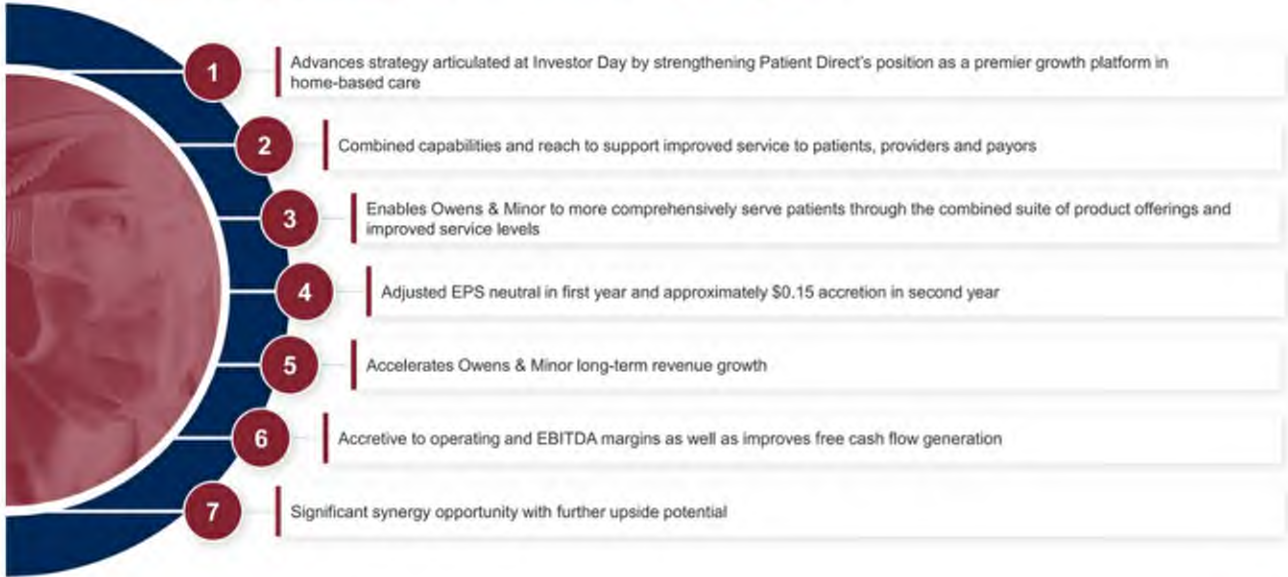 1
Advances strategy articulated at Investor Day by strengthening Patient Direct's position as a premier growth platform in
home-based care
2
Combined capabilities and reach to support improved service to patients, providers and payors
3
Enables Owens & Minor to more comprehensively serve patients through the combined suite of product offerings and
improved service levels
4
Adjusted EPS neutral in first year and approximately $0.15 accretion in second year
5
Accelerates Owens & Minor long-term revenue growth
6
Accretive to operating and EBITDA margins as well as improves free cash flow generation
7
Significant synergy opportunity with further upside potential